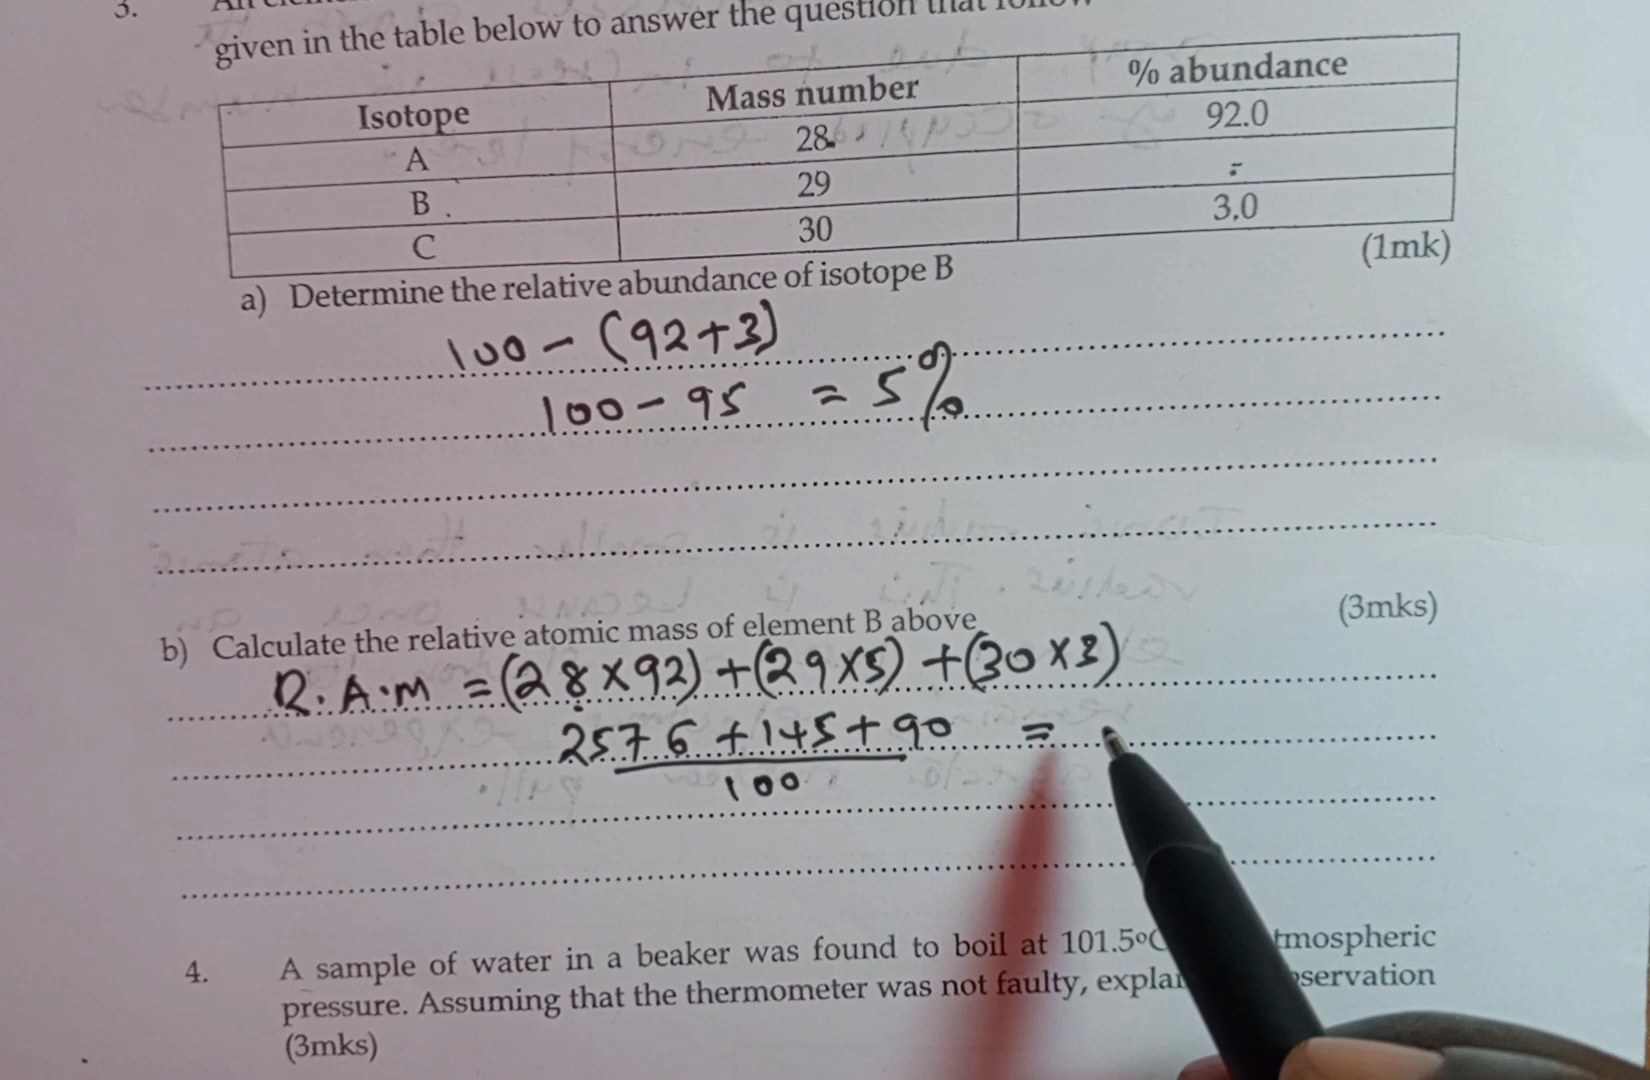 3.
given in the table below to answer the question that follow
Isotope Mass number % abundance
A 28 92.0
B 29 -
C 30 3.0
a) Determine the relative abundance of isotope B (1mk)
100 - (92+3)
100 - 95 = 5%
b) Calculate the relative atomic mass of element B above (3mks)
R.A.M = (28 x 92) + (29 x 5) + (30 x 3)
2576 + 145 + 90 =
100
4. A sample of water in a beaker was found to boil at 101.5°C tmospheric
pressure. Assuming that the thermometer was not faulty, explai servation
(3mks)